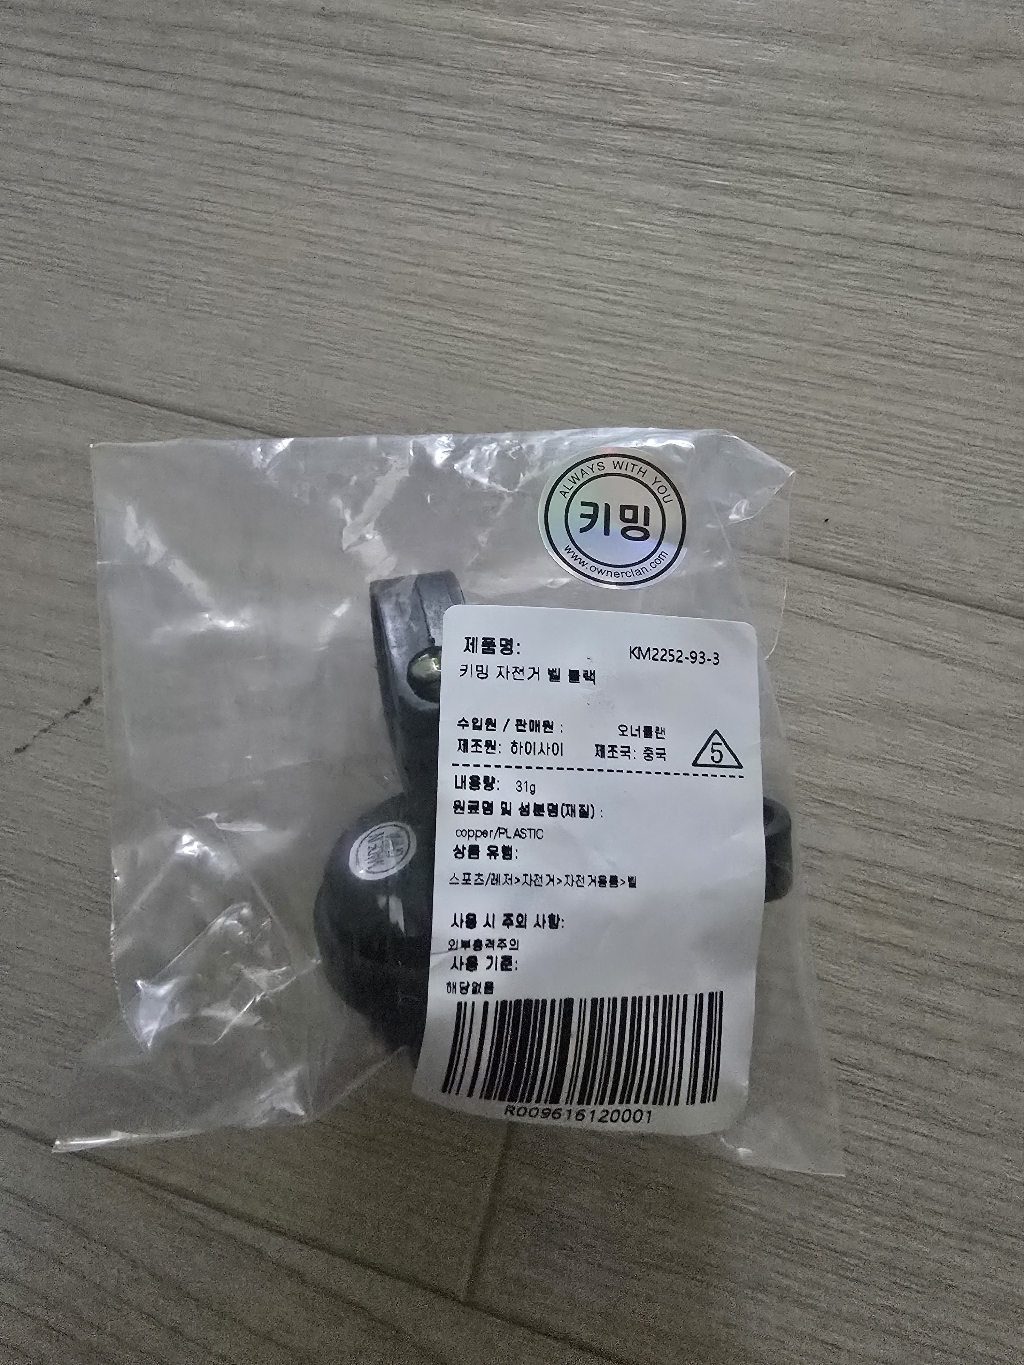 ALWAYS WITH YOU
키밍
www.ownerclan.com
제품명: KM2252-93-3
키밍 자전거 벨 블랙
수입원 / 판매원 : 오너클랜
제조원: 하이사이 제조국: 중국
5
내용량: 31g
원료명 및 성분명(재질) :
copper/PLASTIC
상품 유형:
스포츠/레저>자전거>자전거용품>벨
사용 시 주의 사항:
외부충격주의
사용 기준:
해당없음
R009616120001